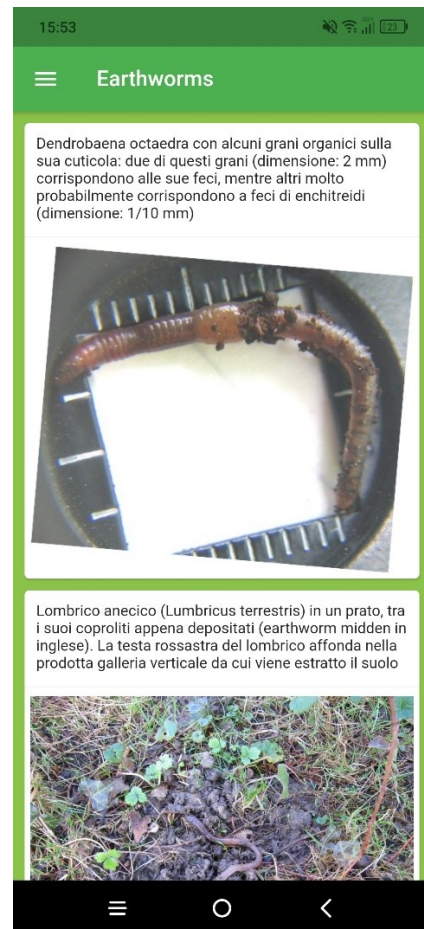 15:53
23
Earthworms
Dendrobaena octaedra con alcuni grani organici sulla
sua cuticola: due di questi grani (dimensione: 2 mm)
corrispondono alle sue feci, mentre altri molto
probabilmente corrispondono a feci di enchitreidi
(dimensione: 1/10 mm)
Lombrico anecico (Lumbricus terrestris) in un prato, tra
i suoi coproliti appena depositati (earthworm midden in
inglese). La testa rossastra del lombrico affonda nella
prodotta galleria verticale da cui viene estratto il suolo